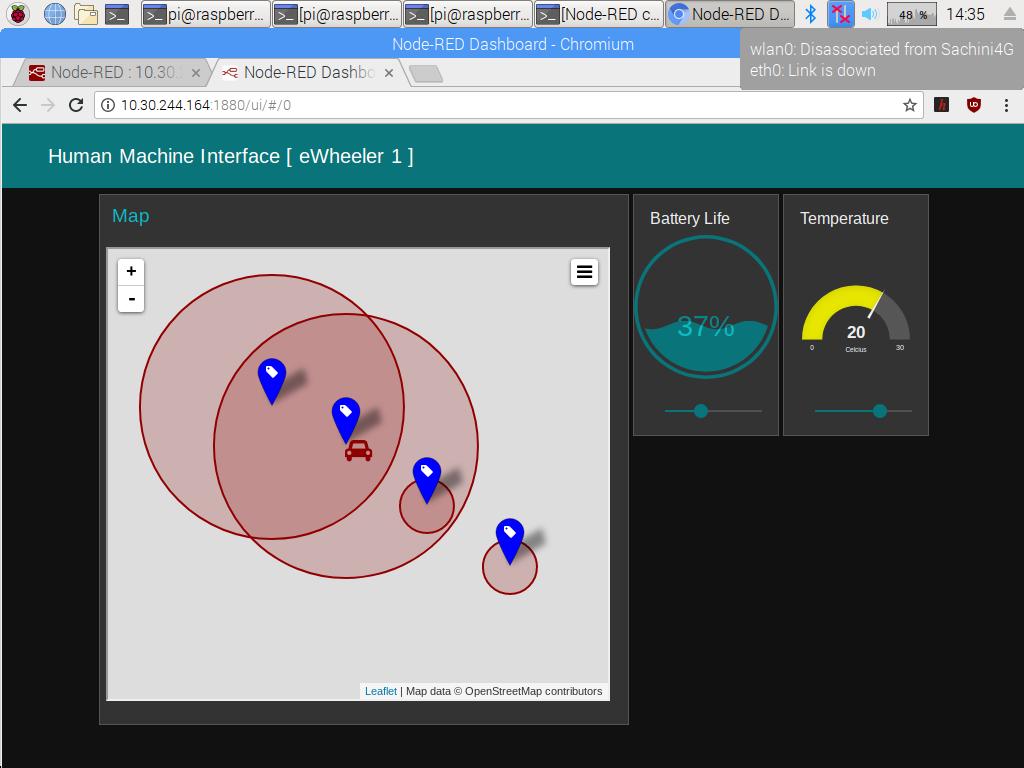 pi@raspberr...
[pi@raspberr...
[pi@raspberr...
[Node-RED c...
Node-RED D...
48 %
14:35
Node-RED Dashboard - Chromium
wlan0: Disassociated from Sachini4G
eth0: Link is down
Node-RED : 10.30.
Node-RED Dashbo
10.30.244.164:1880/ui/#/0
Human Machine Interface [ eWheeler 1 ]
Map
+
-
Leaflet | Map data © OpenStreetMap contributors
Battery Life
37%
Temperature
20
0
Celcius
30